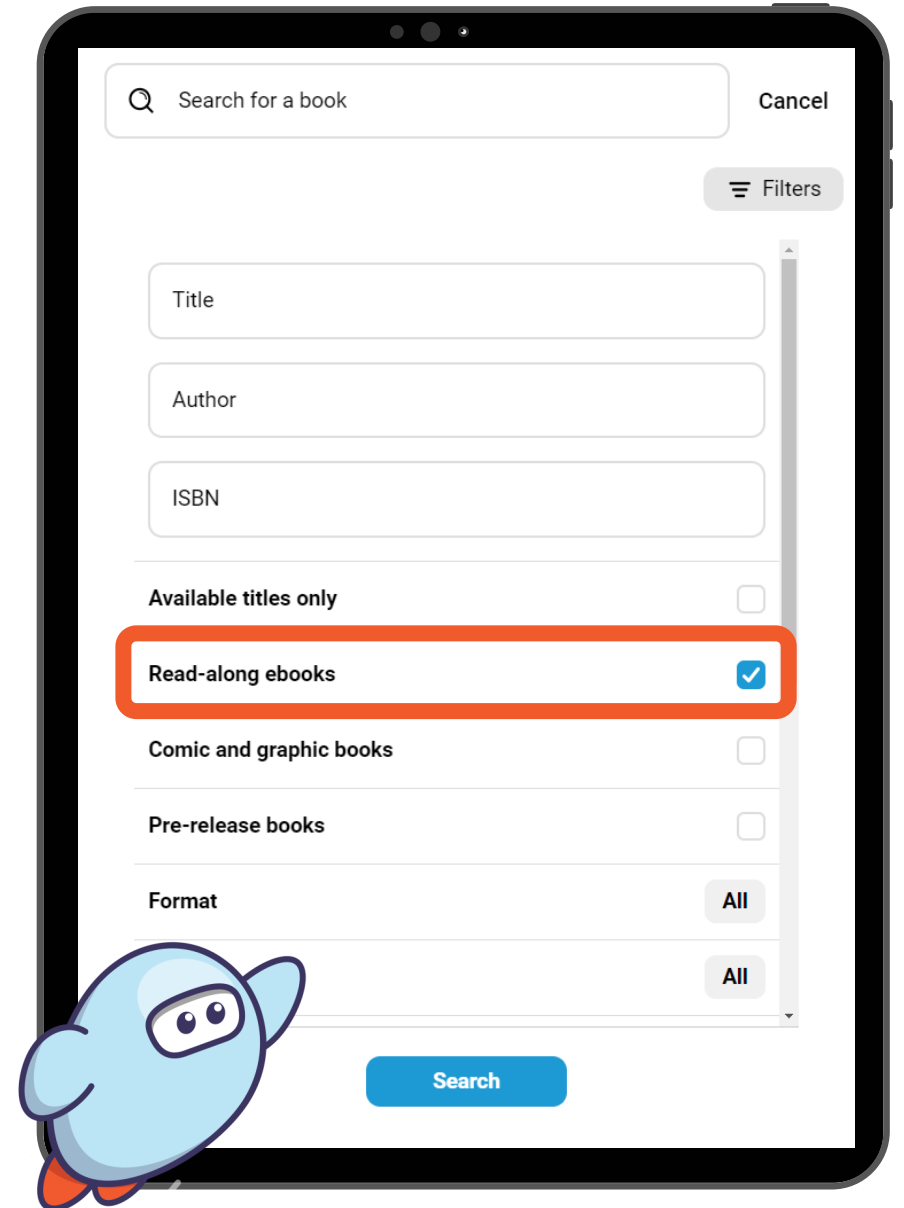 Search for a book
Cancel
Filters
Title
Author
ISBN
Available titles only
Read-along ebooks
Comic and graphic books
Pre-release books
Format
All
All
Search